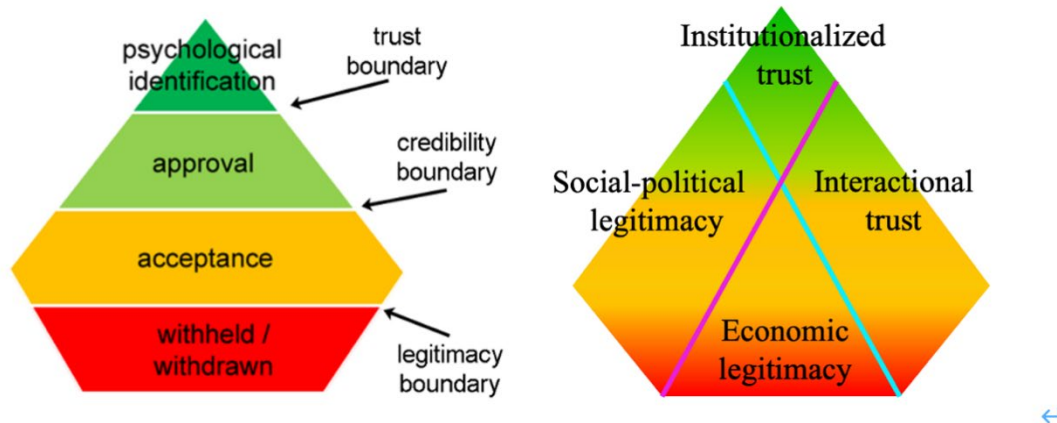 psychological
identification
trust
boundary
approval
credibility
boundary
acceptance
withheld /
withdrawn
legitimacy
boundary
Institutionalized
trust
Social-political
legitimacy
Interactional
trust
Economic
legitimacy